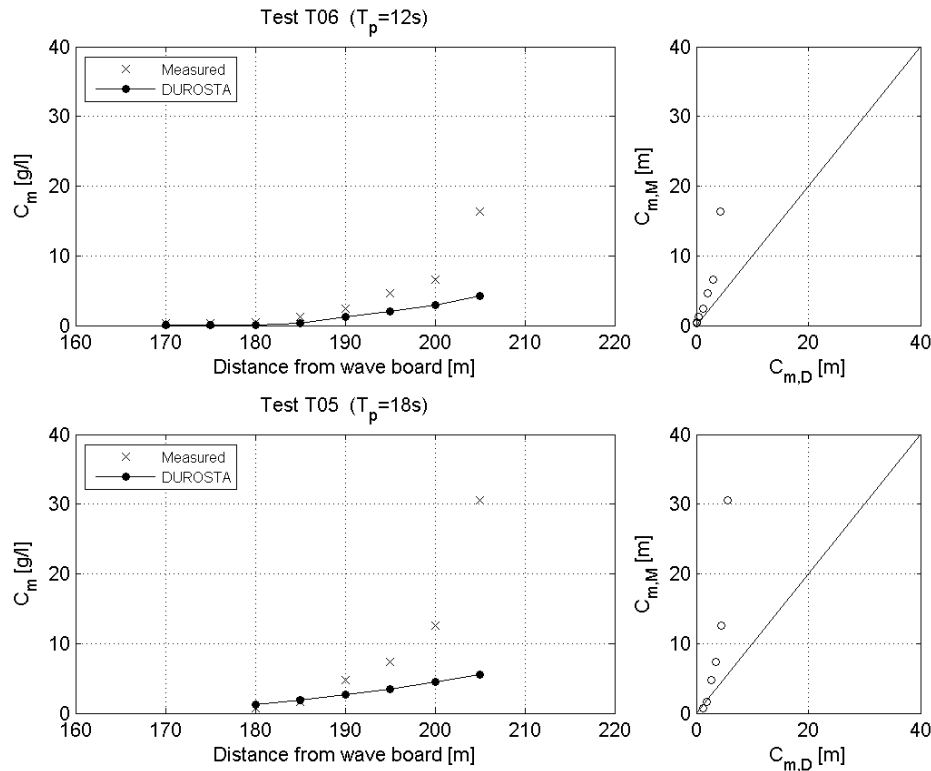 Test T06 (T_p=12s)
40
30
20
10
0
C_m [g/l]
Measured
DUROSTA
160 170 180 190 200 210 220
Distance from wave board [m]
40
30
20
10
0
C_m,M [m]
0 20 40
C_m,D [m]
Test T05 (T_p=18s)
40
30
20
10
0
C_m [g/l]
Measured
DUROSTA
160 170 180 190 200 210 220
Distance from wave board [m]
40
30
20
10
0
C_m,M [m]
0 20 40
C_m,D [m]